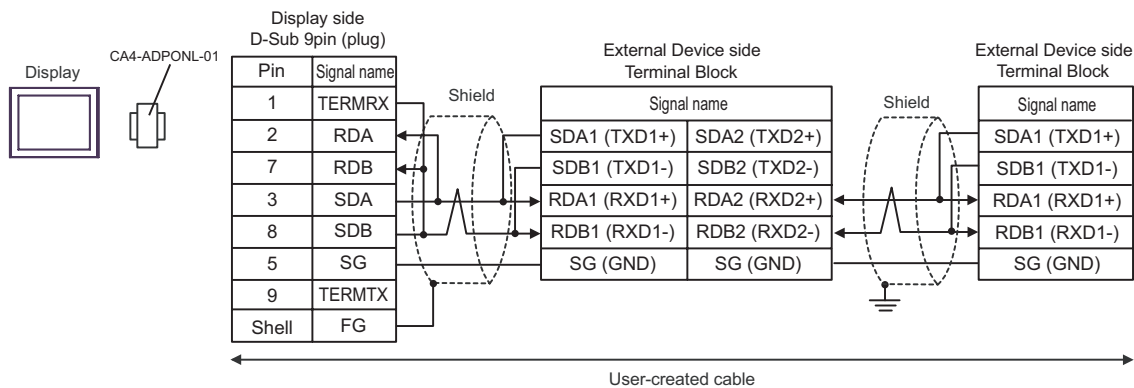 Display
CA4-ADPONL-01
Display side
D-Sub 9pin (plug)
Pin Signal name
1 TERMRX
2 RDA
7 RDB
3 SDA
8 SDB
5 SG
9 TERMTX
Shell FG
Shield
External Device side
Terminal Block
Signal name
SDA1 (TXD1+) SDA2 (TXD2+)
SDB1 (TXD1-) SDB2 (TXD2-)
RDA1 (RXD1+) RDA2 (RXD2+)
RDB1 (RXD1-) RDB2 (RXD2-)
SG (GND) SG (GND)
Shield
External Device side
Terminal Block
Signal name
SDA1 (TXD1+)
SDB1 (TXD1-)
RDA1 (RXD1+)
RDB1 (RXD1-)
SG (GND)
User-created cable